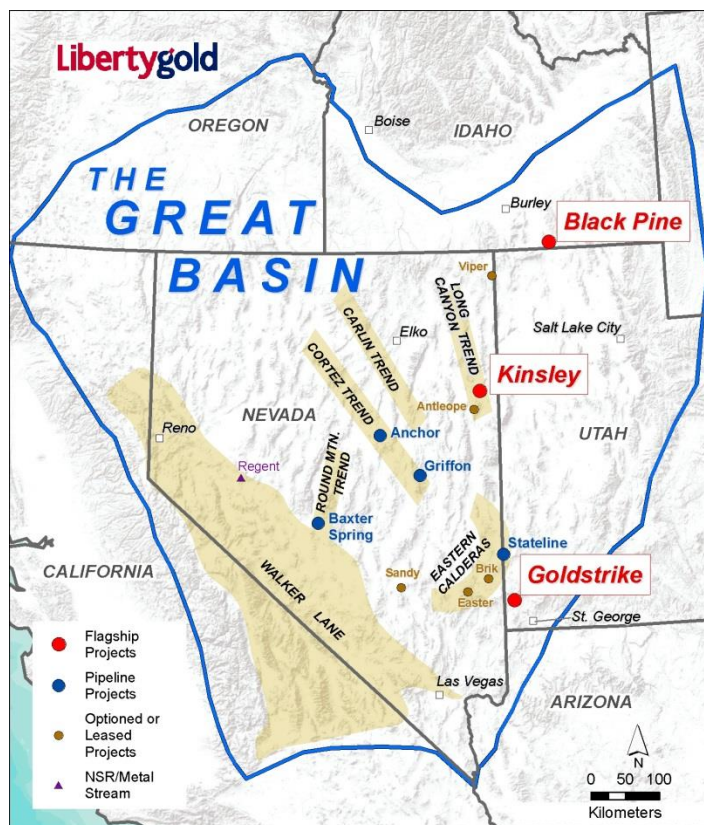 Libertygold
OREGON
Boise
IDAHO
THE
GREAT
BASIN
Burley
Black Pine
Viper
LONG
CANYON TREND
CARLIN TREND
Elko
Salt Lake City
CORTEZ TREND
Kinsley
Antleope
NEVADA
Reno
Anchor
UTAH
Regent
ROUND MTN.
TREND
Griffon
Baxter
Spring
Stateline
EASTERN
CALDERAS
CALIFORNIA
WALKER
LANE
Sandy
Brik
Easter
Goldstrike
St. George
Las Vegas
ARIZONA
Flagship
Projects
Pipeline
Projects
Optioned or
Leased
Projects
NSR/Metal
Stream
N
0 50 100
Kilometers